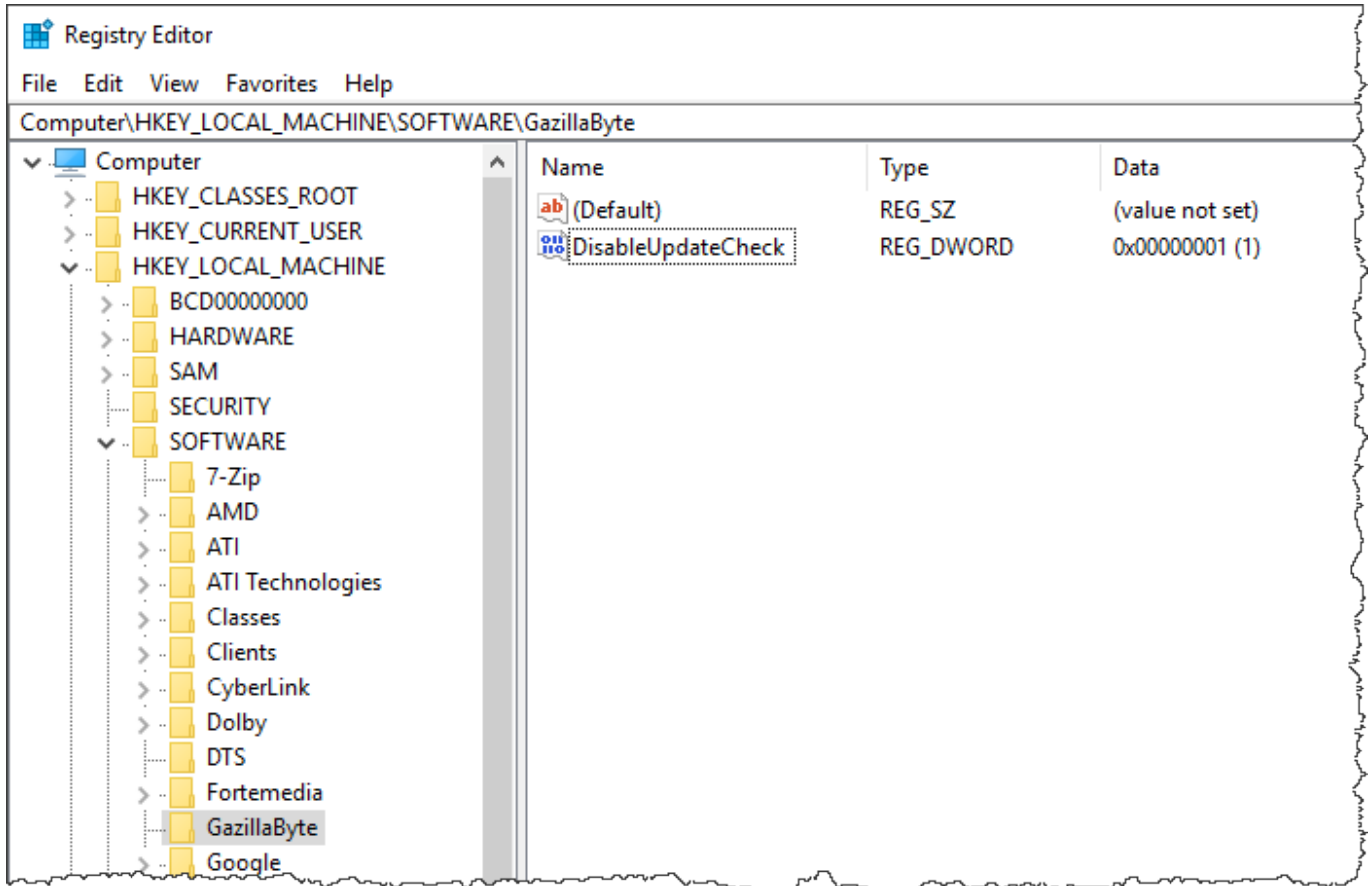 Registry Editor
File Edit View Favorites Help
Computer\HKEY_LOCAL_MACHINE\SOFTWARE\GazillaByte
Computer
HKEY_CLASSES_ROOT
HKEY_CURRENT_USER
HKEY_LOCAL_MACHINE
BCD00000000
HARDWARE
SAM
SECURITY
SOFTWARE
7-Zip
AMD
ATI
ATI Technologies
Classes
Clients
CyberLink
Dolby
DTS
Fortemedia
GazillaByte
Google
Name Type Data
(Default) REG_SZ (value not set)
DisableUpdateCheck REG_DWORD 0x00000001 (1)